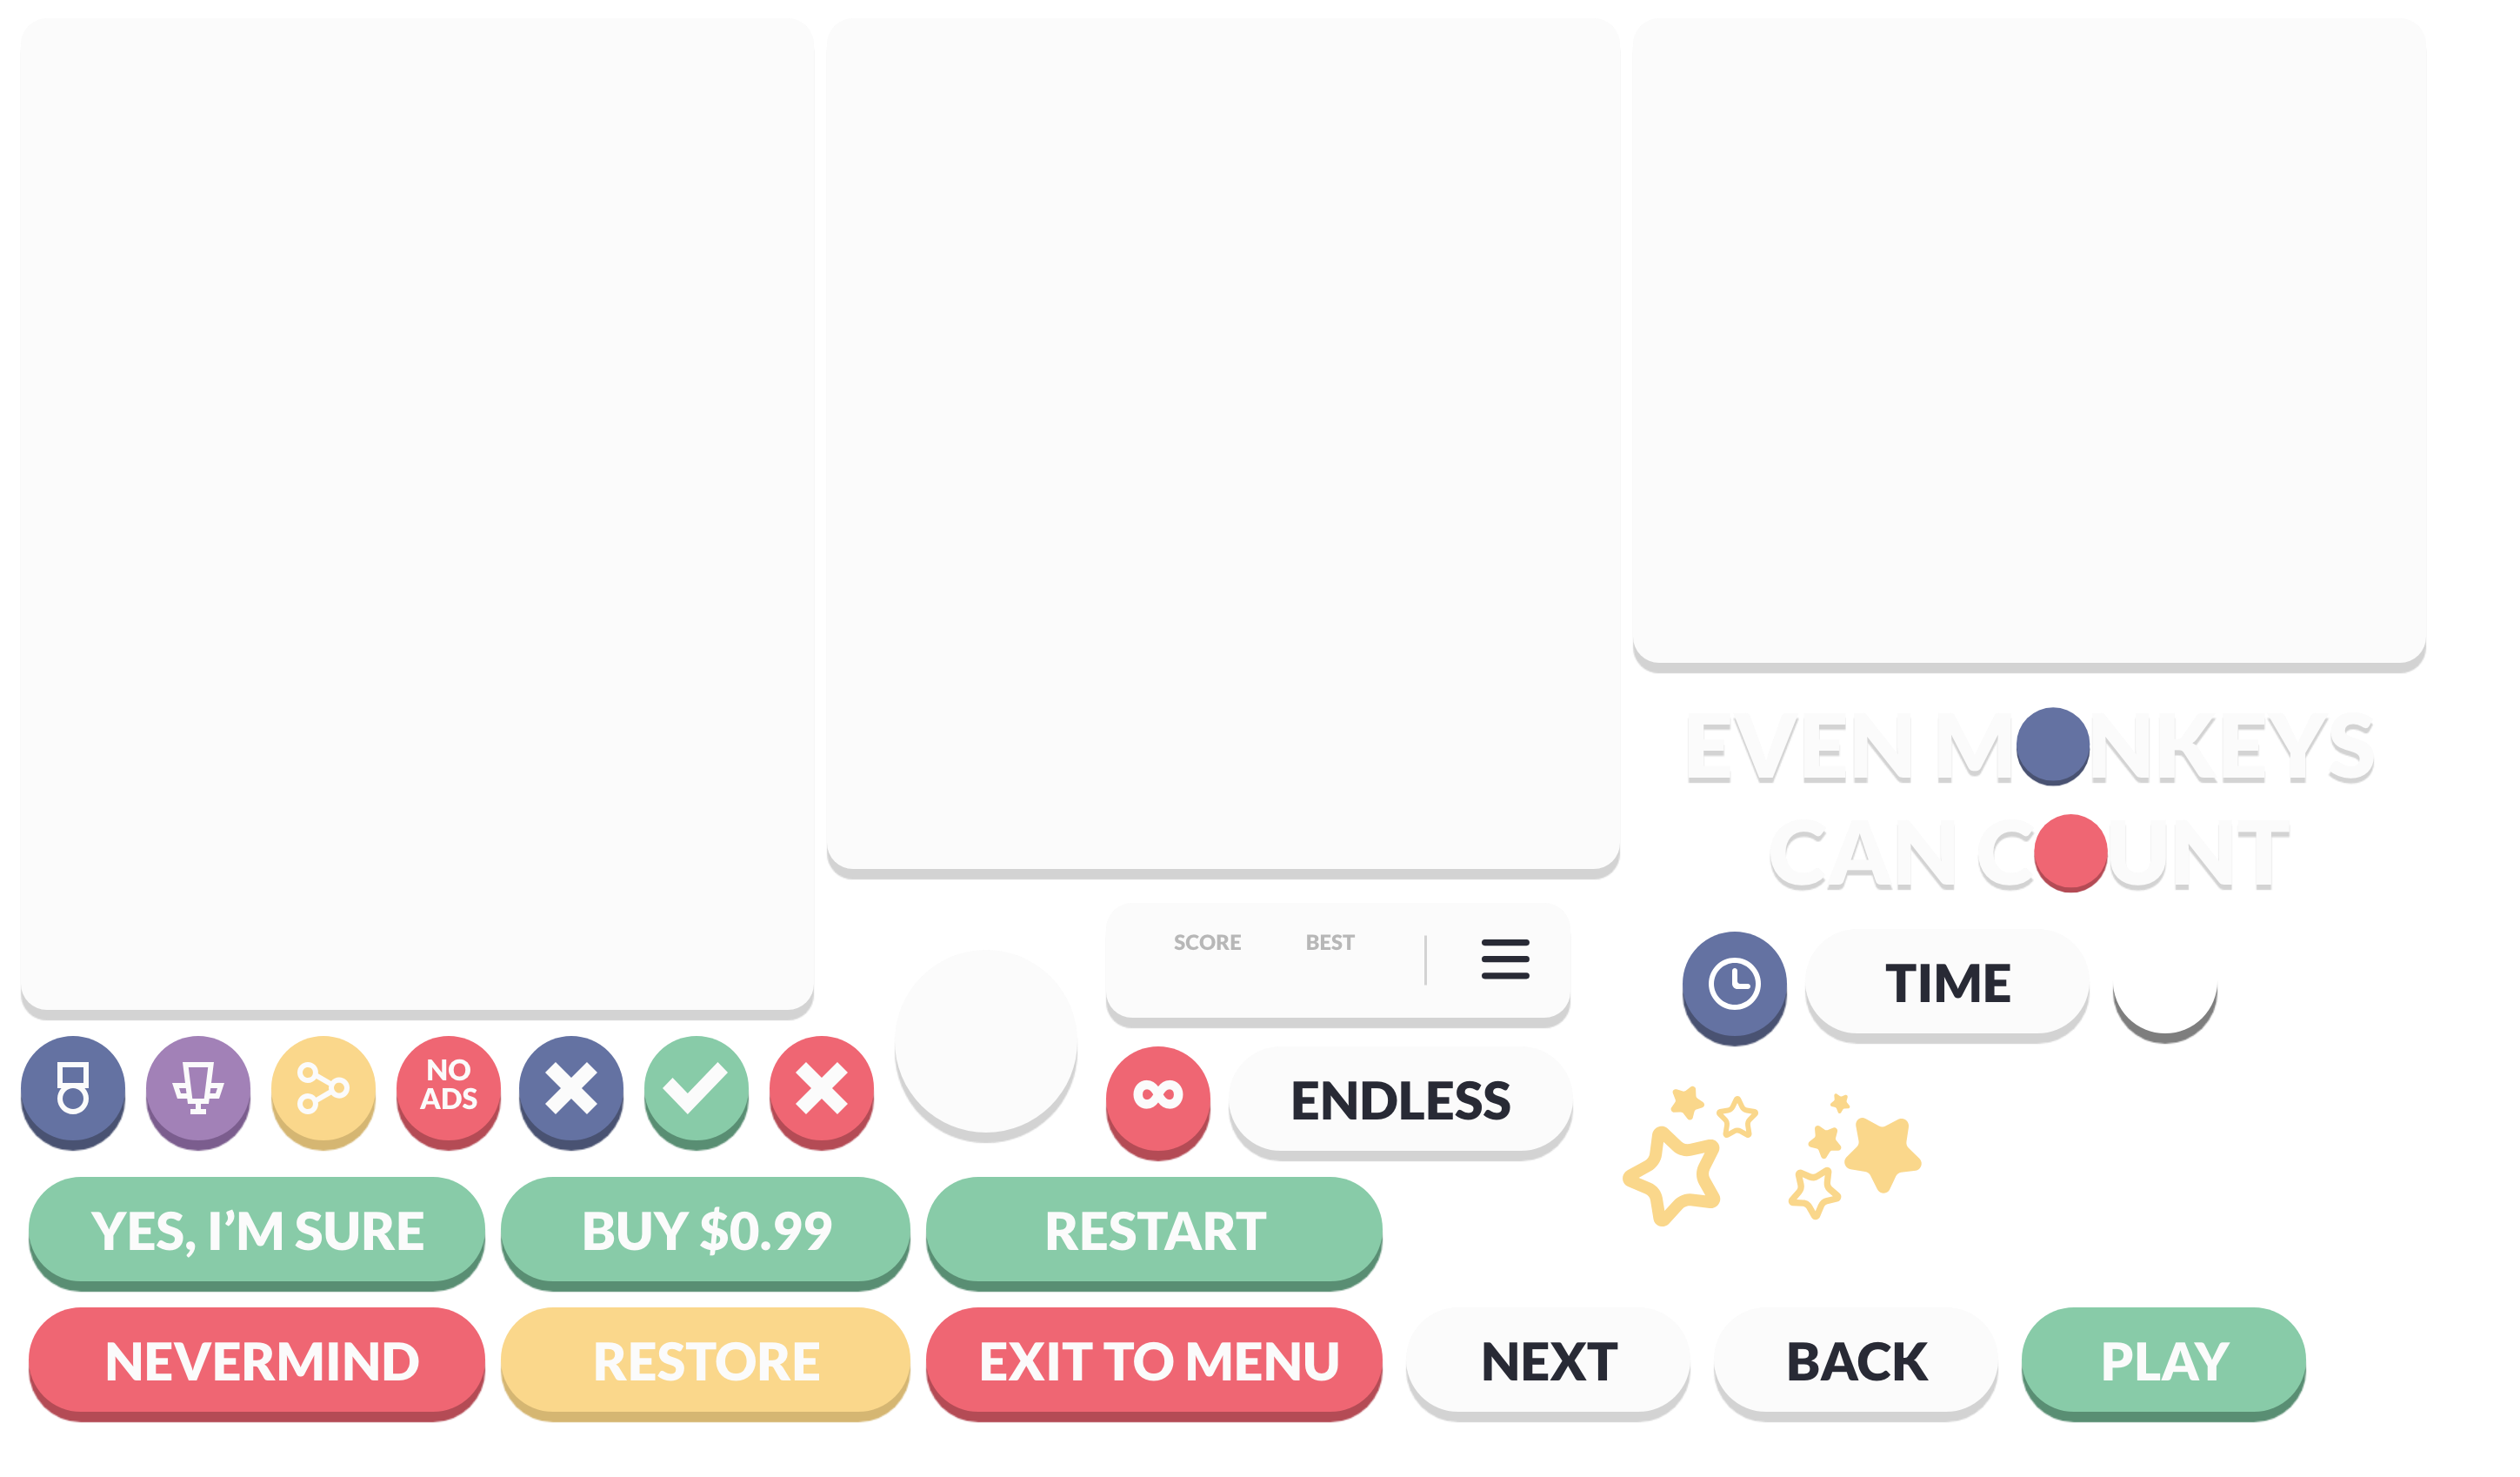 EVEN MONKEYS
CAN COUNT
SCORE BEST
TIME
NO
ADS
ENDLESS
YES, I'M SURE
BUY $0.99
RESTART
NEVERMIND
RESTORE
EXIT TO MENU
NEXT
BACK
PLAY